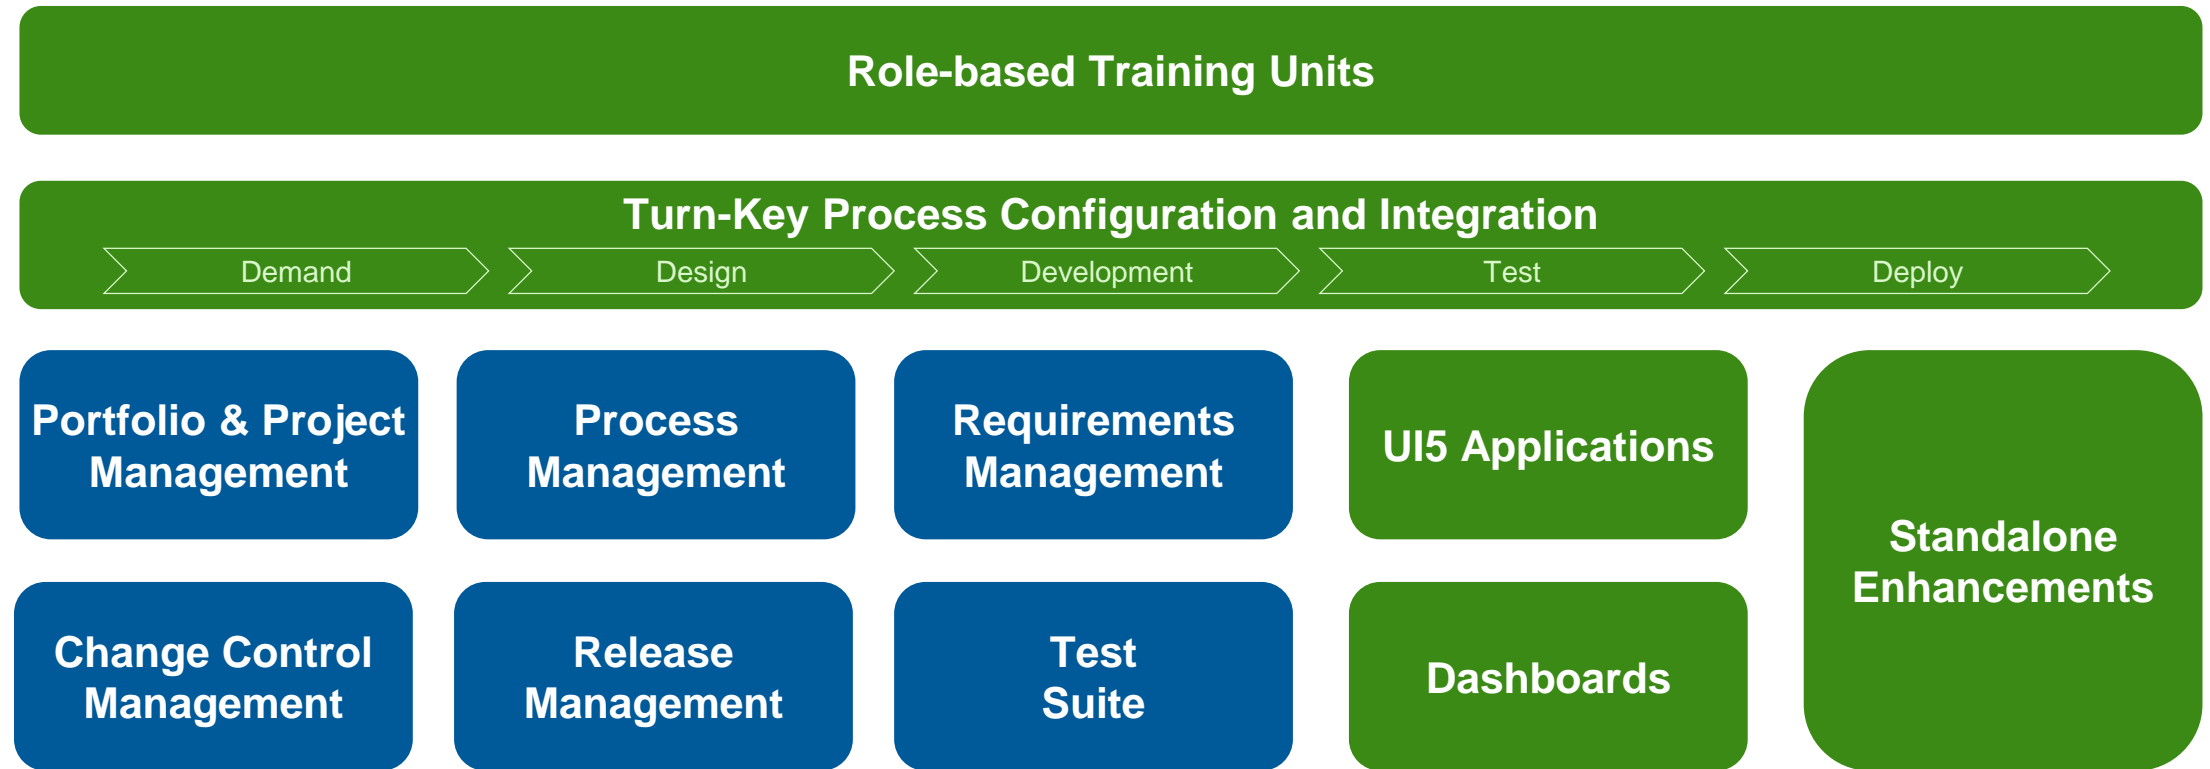 Role-based Training Units
Turn-Key Process Configuration and Integration
Demand
Design
Development
Test
Deploy
Portfolio & Project
Management
Process
Management
Requirements
Management
UI5 Applications
Standalone
Enhancements
Change Control
Management
Release
Management
Test
Suite
Dashboards